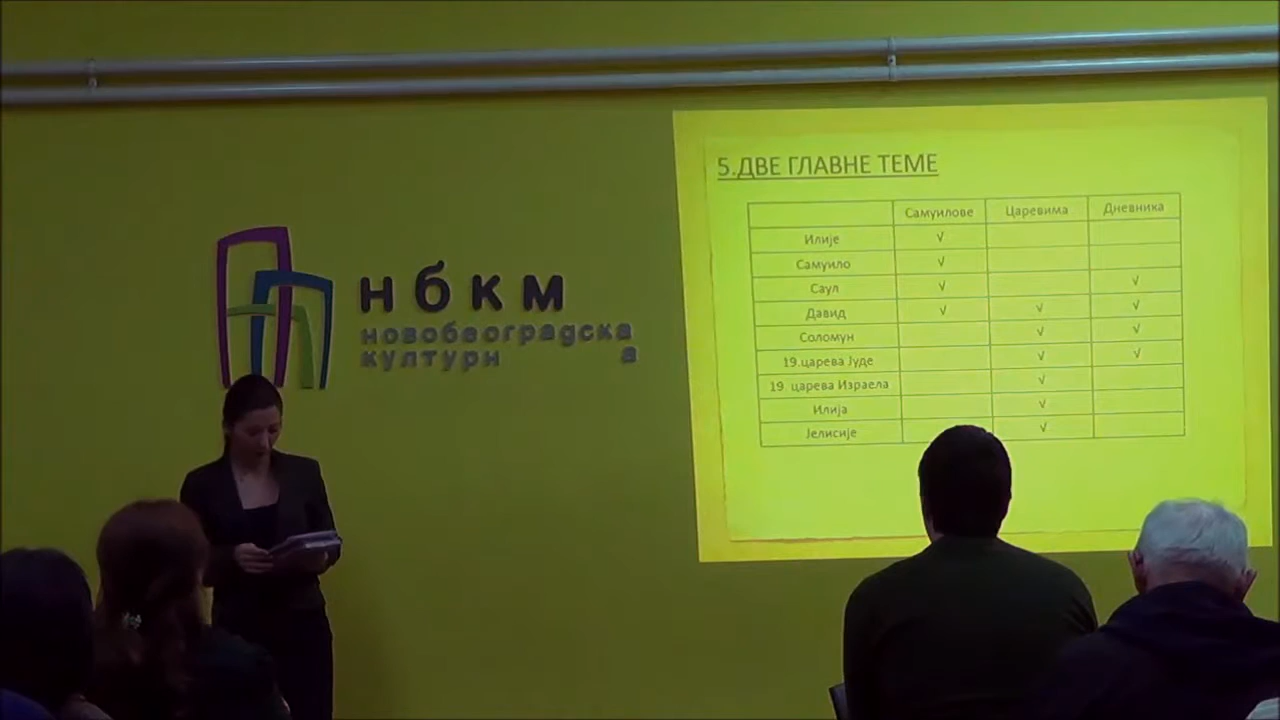 нбкм
новобеоградска
културн
а
5.ДВЕ ГЛАВНЕ ТЕМЕ
Самуилове Царевима Дневника
Илије √
Самуило √
Саул √ √
Давид √ √ √
Соломун √ √
19.царева Јуде √ √
19. царева Израела √
Илија √
Јелисије √